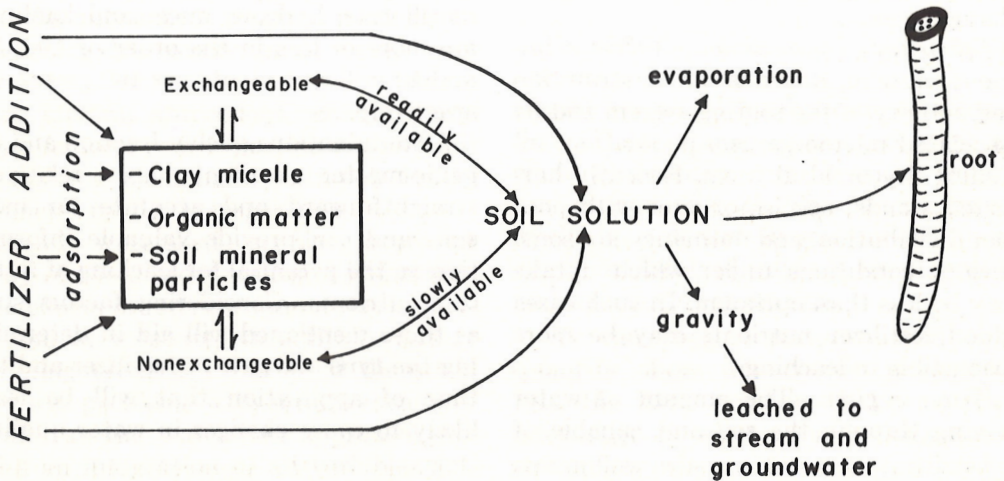 FERTILIZER ADDITION
adsorption
Exchangeable
readily
available
- Clay micelle
- Organic matter
- Soil mineral
particles
Nonexchangeable
slowly
available
SOIL SOLUTION
evaporation
root
gravity
leached to
stream and
groundwater